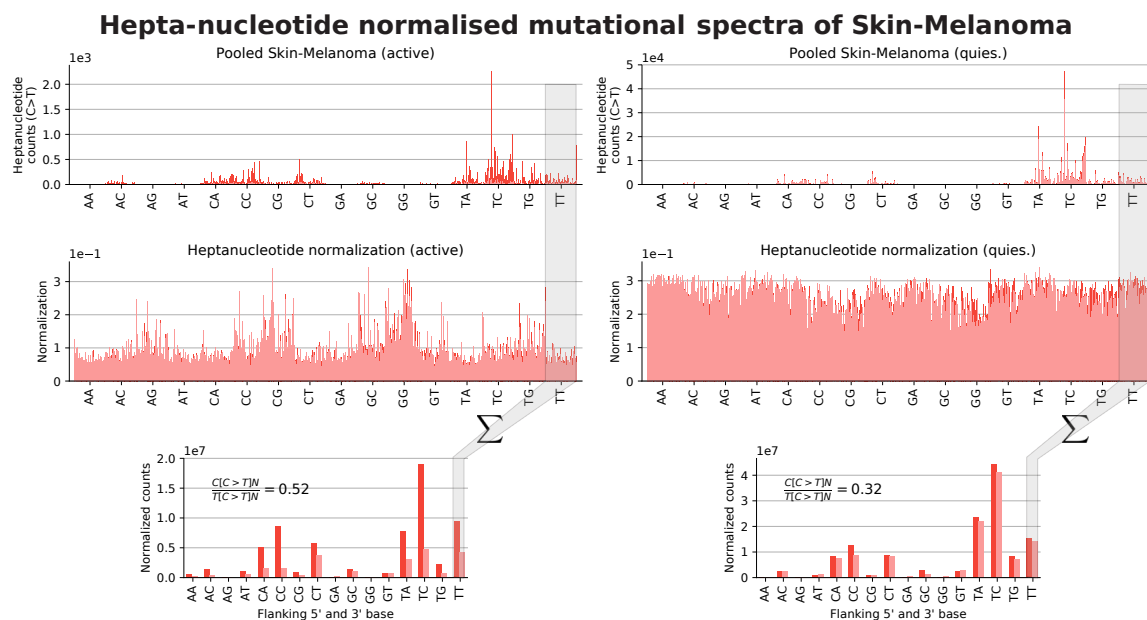 Hepta-nucleotide normalised mutational spectra of Skin-Melanoma
Pooled Skin-Melanoma (active)
1e3
Heptanucleotide
counts (C>T)
2.0
1.5
1.0
0.5
0.0
AA AC AG AT CA CC CG CT GA GC GG GT TA TC TG TT
Pooled Skin-Melanoma (quies.)
1e4
Heptanucleotide
counts (C>T)
5
4
3
2
1
0
AA AC AG AT CA CC CG CT GA GC GG GT TA TC TG TT
Heptanucleotide normalization (active)
1e−1
Normalization
3
2
1
0
AA AC AG AT CA CC CG CT GA GC GG GT TA TC TG TT
Heptanucleotide normalization (quies.)
1e−1
Normalization
3
2
1
0
AA AC AG AT CA CC CG CT GA GC GG GT TA TC TG TT
∑
1e7
Normalized counts
2.0
1.5
1.0
0.5
0.0
C[C>T]N
T[C>T]N = 0.52
AA AC AG AT CA CC CG CT GA GC GG GT TA TC TG TT
Flanking 5' and 3' base
∑
1e7
Normalized counts
4
3
2
1
0
C[C>T]N
T[C>T]N = 0.32
AA AC AG AT CA CC CG CT GA GC GG GT TA TC TG TT
Flanking 5' and 3' base